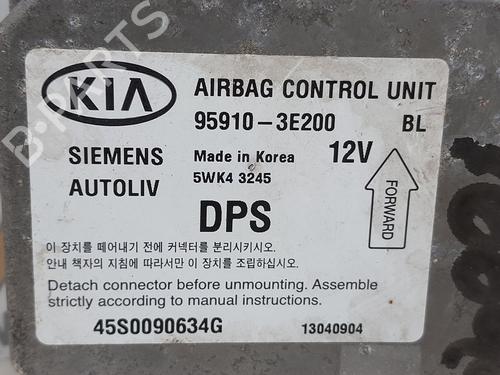 KIA
AIRBAG CONTROL UNIT
95910-3E200 BL
SIEMENS
AUTOLIV
Made in Korea
5WK4 3245
12V
FORWARD
DPS
이 장치를 떼어내기 전에 커넥터를 분리시키시오.
안내 책자의 지침에 따라서만 이 장치를 조립하십시오.
Detach connector before unmounting. Assemble
strictly according to manual instructions.
45S0090634G 13040904
B-PARTS